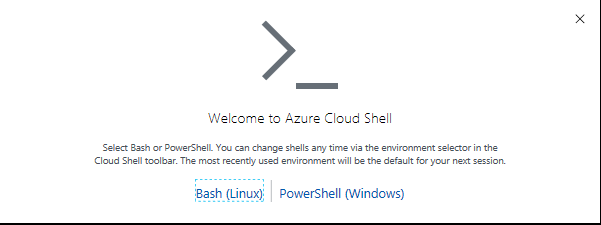 Welcome to Azure Cloud Shell
Select Bash or PowerShell. You can change shells any time via the environment selector in the
Cloud Shell toolbar. The most recently used environment will be the default for your next session.
Bash (Linux) PowerShell (Windows)